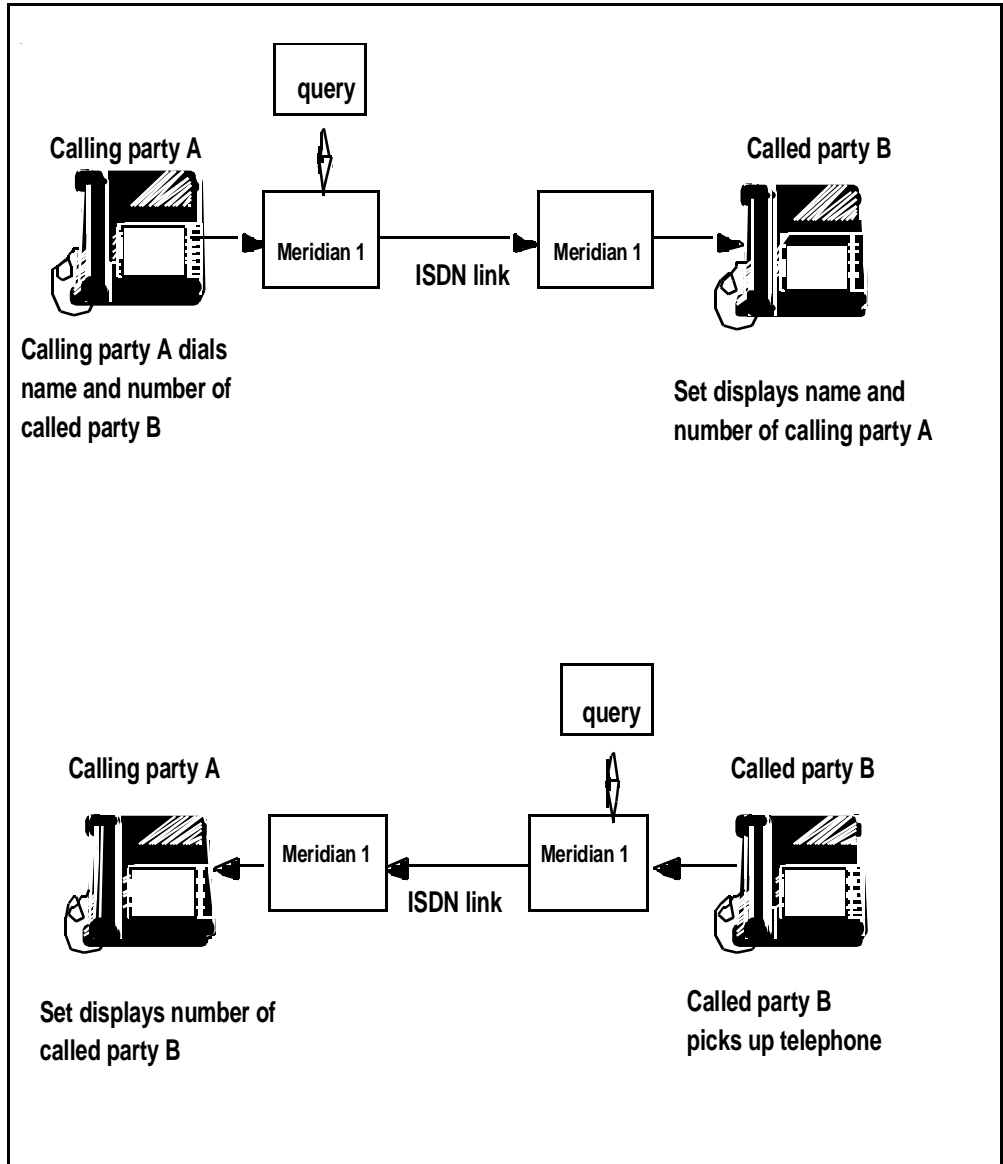 query
Calling party A
Called party B
Meridian 1
Meridian 1
ISDN link
Calling party A dials
name and number of
called party B
Set displays name and
number of calling party A
query
Calling party A
Called party B
Meridian 1
Meridian 1
ISDN link
Set displays number of
called party B
Called party B
picks up telephone